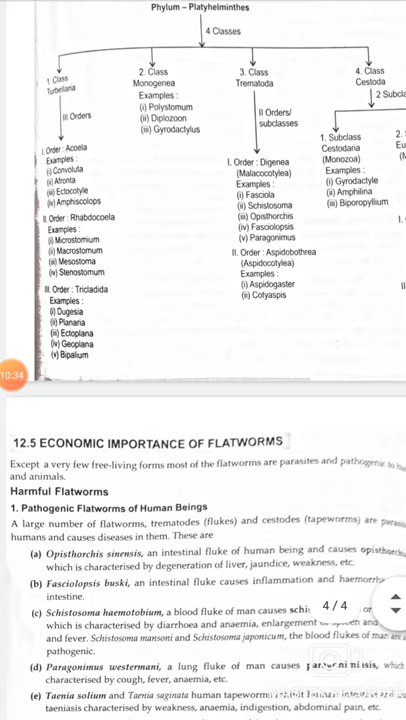 Phylum – Platyhelminthes
4 Classes
1 Class
Turbellaria
III Orders
I. Order : Acoela
Examples :
(i) Convoluta
(ii) Afronta
(iii) Ectocotyle
(iv) Amphiscolops
II. Order : Rhabdocoela
Examples :
(i) Microstomium
(ii) Macrostomum
(iii) Mesostoma
(iv) Stenostomum
III. Order : Tricladida
Examples :
(i) Dugesia
(ii) Planaria
(iii) Ectoplana
(iv) Geoplana
(v) Bipalium
2. Class
Monogenea
Examples :
(i) Polystomum
(ii) Diplozoon
(iii) Gyrodactylus
3. Class
Trematoda
II Orders/
subclasses
I. Order : Digenea
(Malacocotylea)
Examples :
(i) Fasciola
(ii) Schistosoma
(iii) Opisthorchis
(iv) Fasciolopsis
(v) Paragonimus
II. Order : Aspidobothrea
(Aspidocotylea)
Examples :
(i) Aspidogaster
(ii) Cotyaspis
4. Class
Cestoda
2 Subcla
1. Subclass
Cestodaria
(Monozoa)
Examples :
(i) Gyrodactyle
(ii) Amphilina
(iii) Biporopyllium
2.
Eu
(M
I.
II
10:34
12.5 ECONOMIC IMPORTANCE OF FLATWORMS
Except a very few free-living forms most of the flatworms are parasites and pathogenic to
and animals.
Harmful Flatworms
1. Pathogenic Flatworms of Human Beings
A large number of flatworms, trematodes (flukes) and cestodes (tapeworms) are
humans and causes diseases in them. These are
(a) Opisthorchis sinensis, an intestinal fluke of human being and causes
which is characterised by degeneration of liver, jaundice, weakness, etc.
(b) Fasciolopsis buski, an intestinal fluke causes inflammation and
intestine.
(c) Schistosoma haemotobium, a blood fluke of man causes
4 / 4
which is characterised by diarrhoea and anaemia, enlargement and
and fever. Schistosoma mansoni and Schistosoma japonicum, the blood flukes of man are
pathogenic.
(d) Paragonimus westermani, a lung fluke of man causes which
characterised by cough, fever, anaemia, etc.
(e) Taenia solium and Taenia saginata human tapeworms
taeniasis characterised by weakness, anaemia, indigestion, abdominal pain, etc.